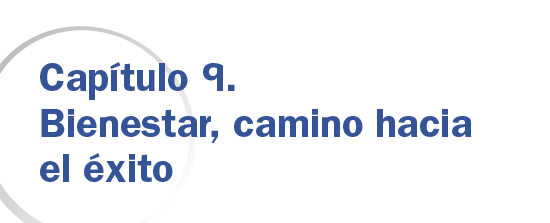 Capítulo 9.
Bienestar, camino hacia
el éxito